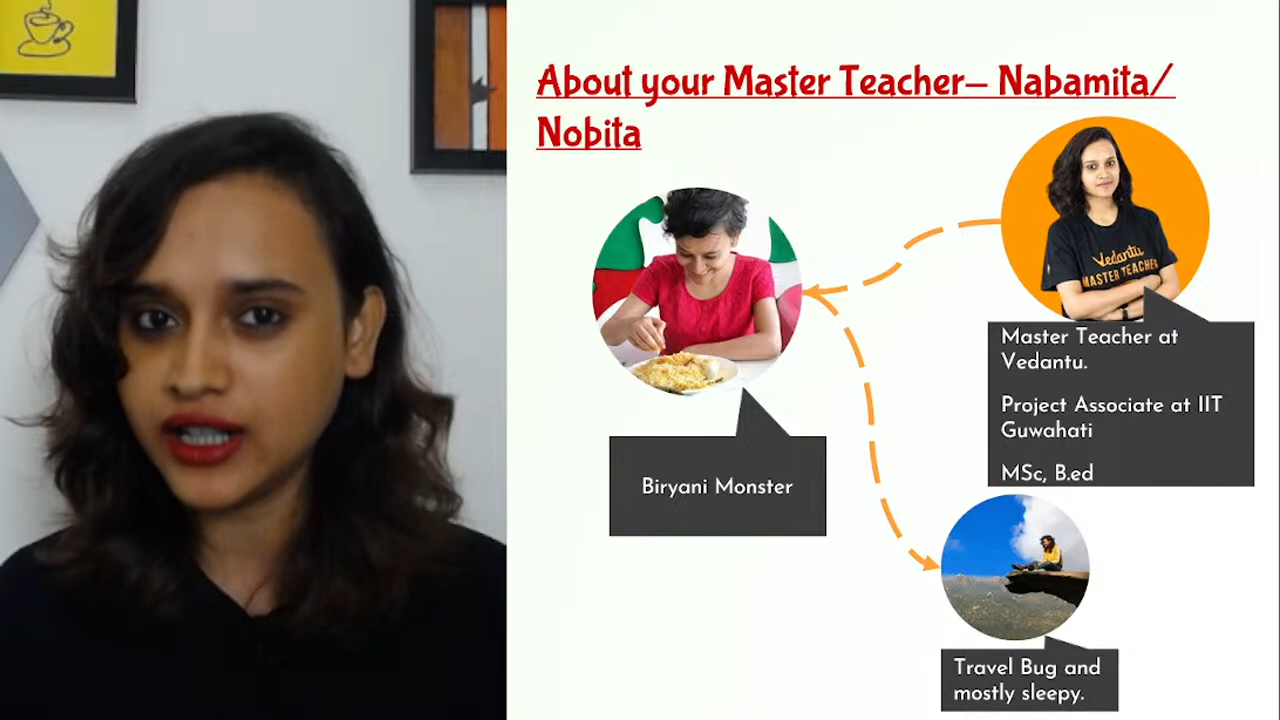 About your Master Teacher– Nabamita/
Nobita
Vedantu
MASTER TEACHER
Master Teacher at
Vedantu.
Project Associate at IIT
Guwahati
MSc, B.ed
Biryani Monster
Travel Bug and
mostly sleepy.